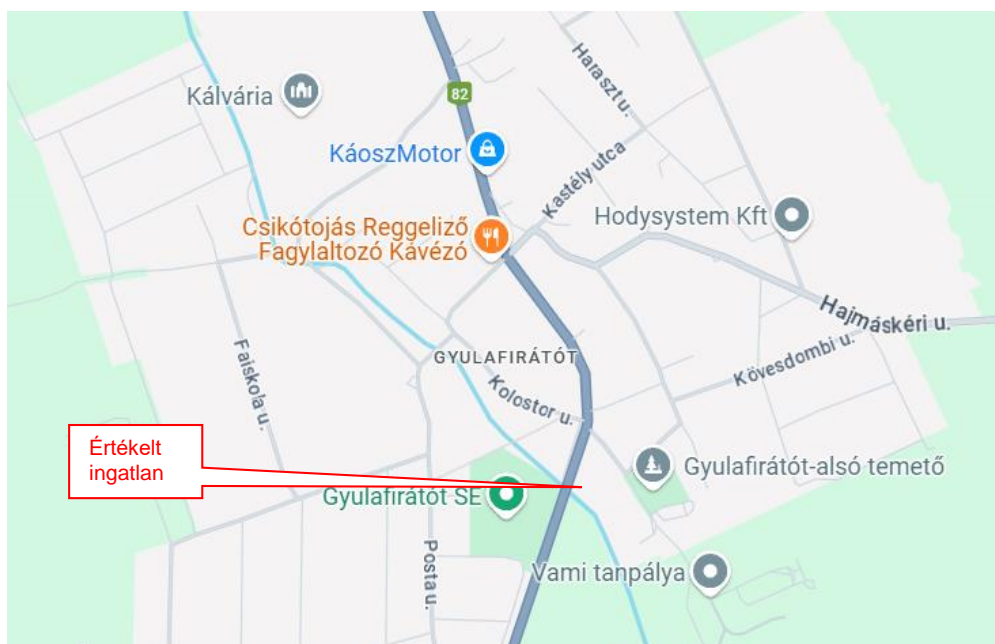 Kálvária
82
Haraszt u.
KáoszMotor
Kastély utca
Csikótojás Reggeliző
Fagylaltozó Kávézó
Hodysystem Kft
Hajmáskéri u.
GYULAFIRÁTÓT
Kövesdombi u.
Faiskola u.
Kolostor u.
Értékelt
ingatlan
Gyulafirátót-alsó temető
Gyulafirátót SE
Posta u.
Vami tanpálya